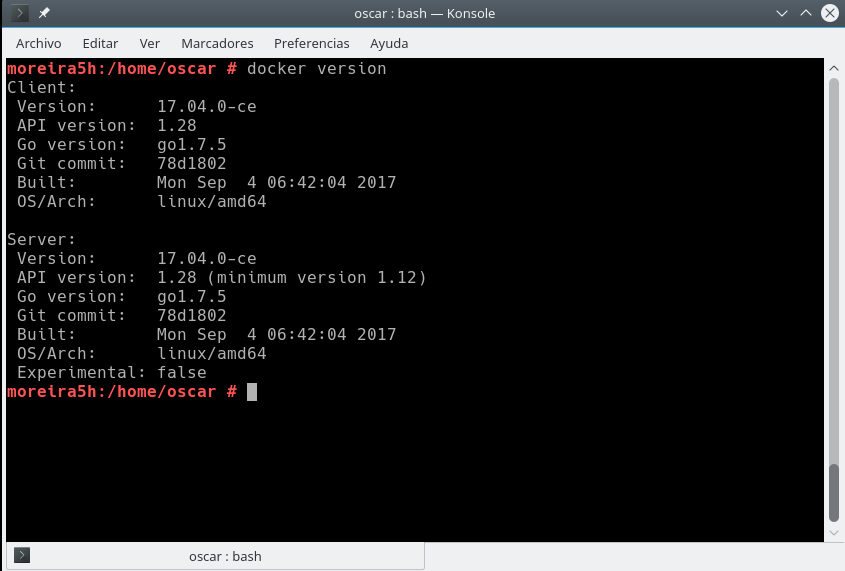 oscar : bash — Konsole
Archivo Editar Ver Marcadores Preferencias Ayuda
moreira5h:/home/oscar # docker version
Client:
 Version:      17.04.0-ce
 API version:  1.28
 Go version:   go1.7.5
 Git commit:   78d1802
 Built:        Mon Sep  4 06:42:04 2017
 OS/Arch:      linux/amd64

Server:
 Version:      17.04.0-ce
 API version:  1.28 (minimum version 1.12)
 Go version:   go1.7.5
 Git commit:   78d1802
 Built:        Mon Sep  4 06:42:04 2017
 OS/Arch:      linux/amd64
 Experimental: false
moreira5h:/home/oscar #
oscar : bash